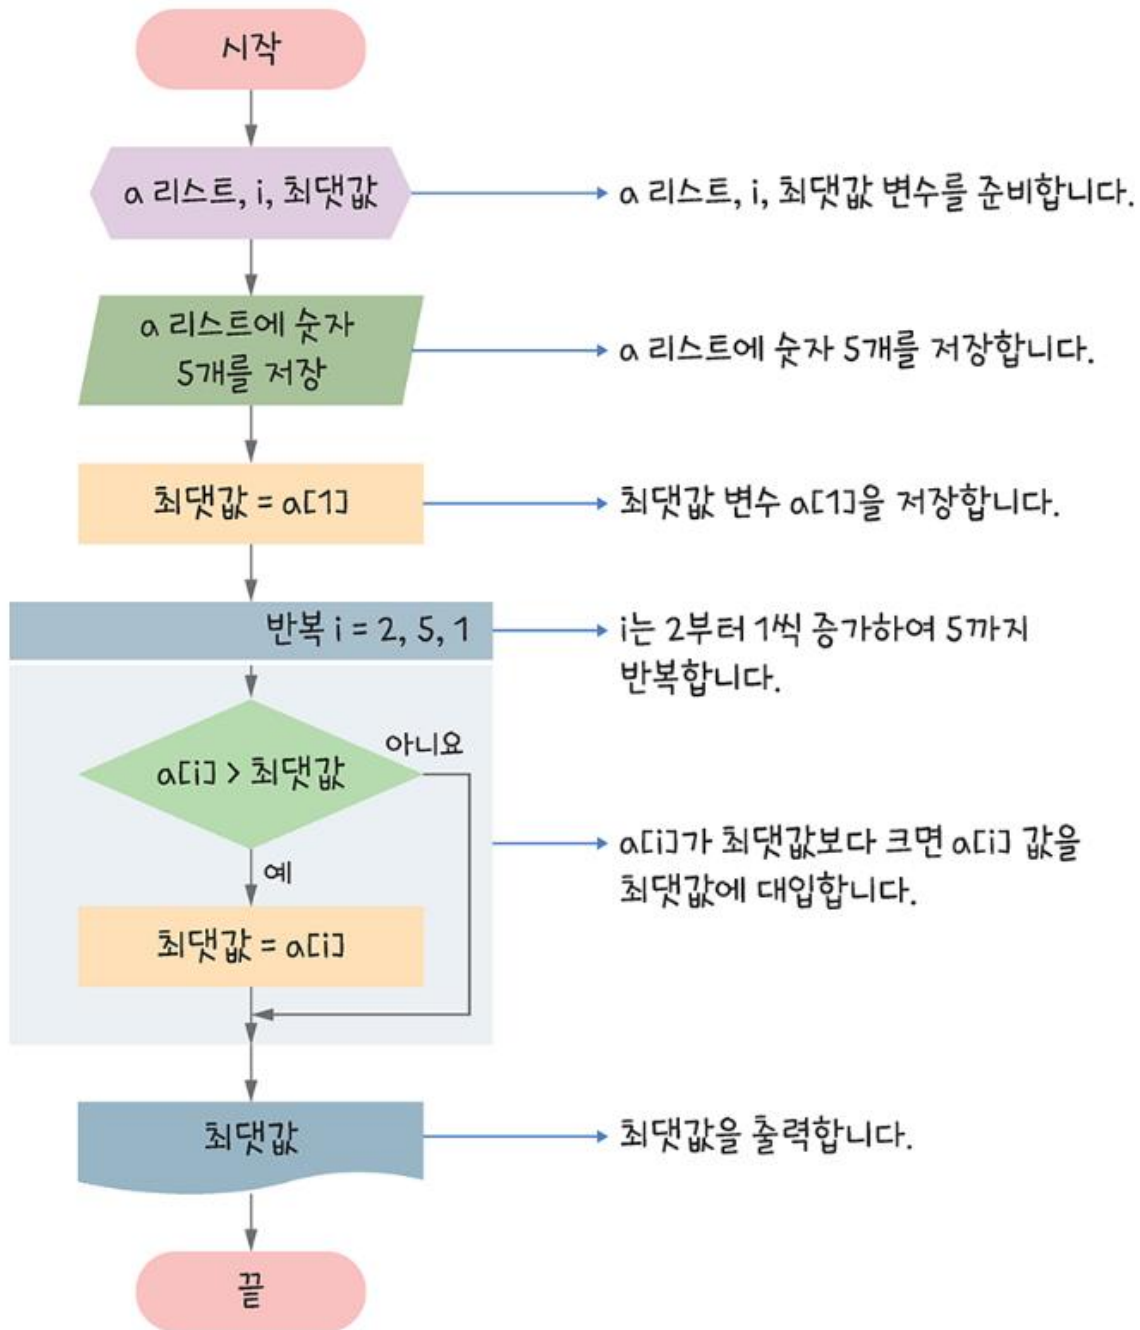 시작
a 리스트, i, 최댓값
a 리스트, i, 최댓값 변수를 준비합니다.
a 리스트에 숫자
5개를 저장
a 리스트에 숫자 5개를 저장합니다.
최댓값 = a[1]
최댓값 변수 a[1]을 저장합니다.
반복 i = 2, 5, 1
i는 2부터 1씩 증가하여 5까지
반복합니다.
a[i] > 최댓값
아니요
예
최댓값 = a[i]
a[i]가 최댓값보다 크면 a[i] 값을
최댓값에 대입합니다.
최댓값
최댓값을 출력합니다.
끝